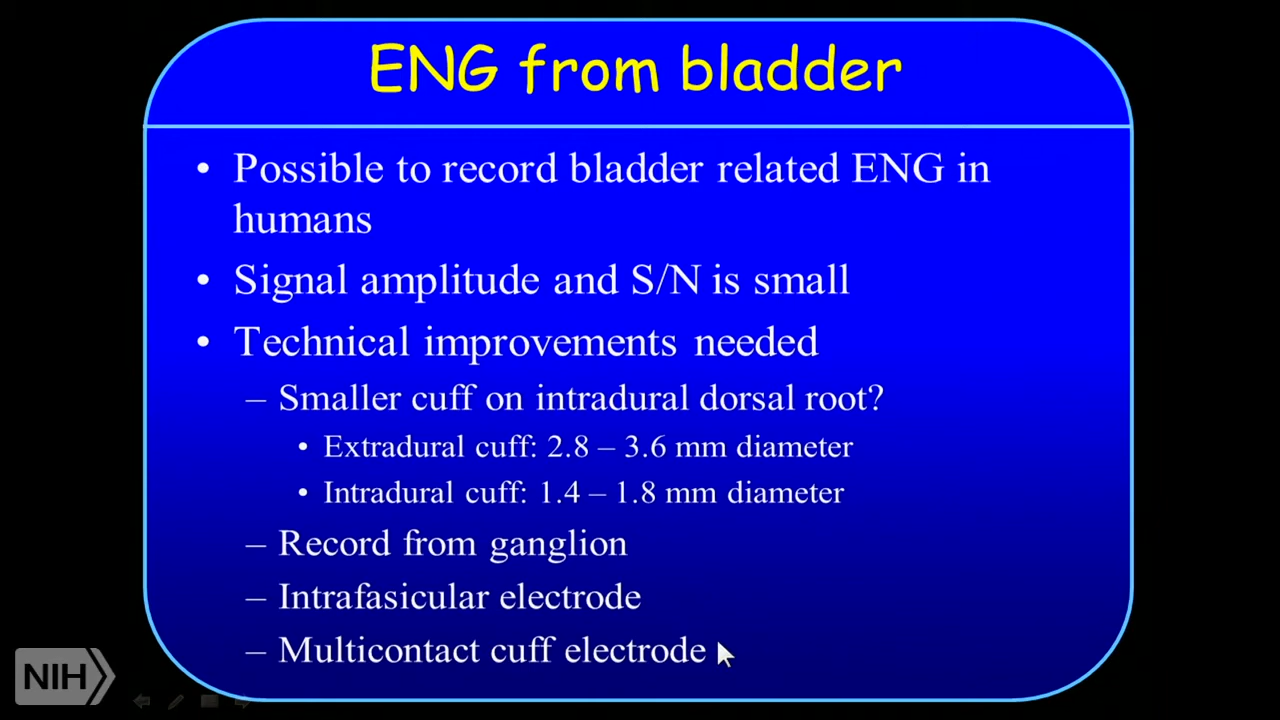 ENG from bladder
• Possible to record bladder related ENG in
humans
• Signal amplitude and S/N is small
• Technical improvements needed
– Smaller cuff on intradural dorsal root?
• Extradural cuff: 2.8 – 3.6 mm diameter
• Intradural cuff: 1.4 – 1.8 mm diameter
– Record from ganglion
– Intrafasicular electrode
– Multicontact cuff electrode
NIH